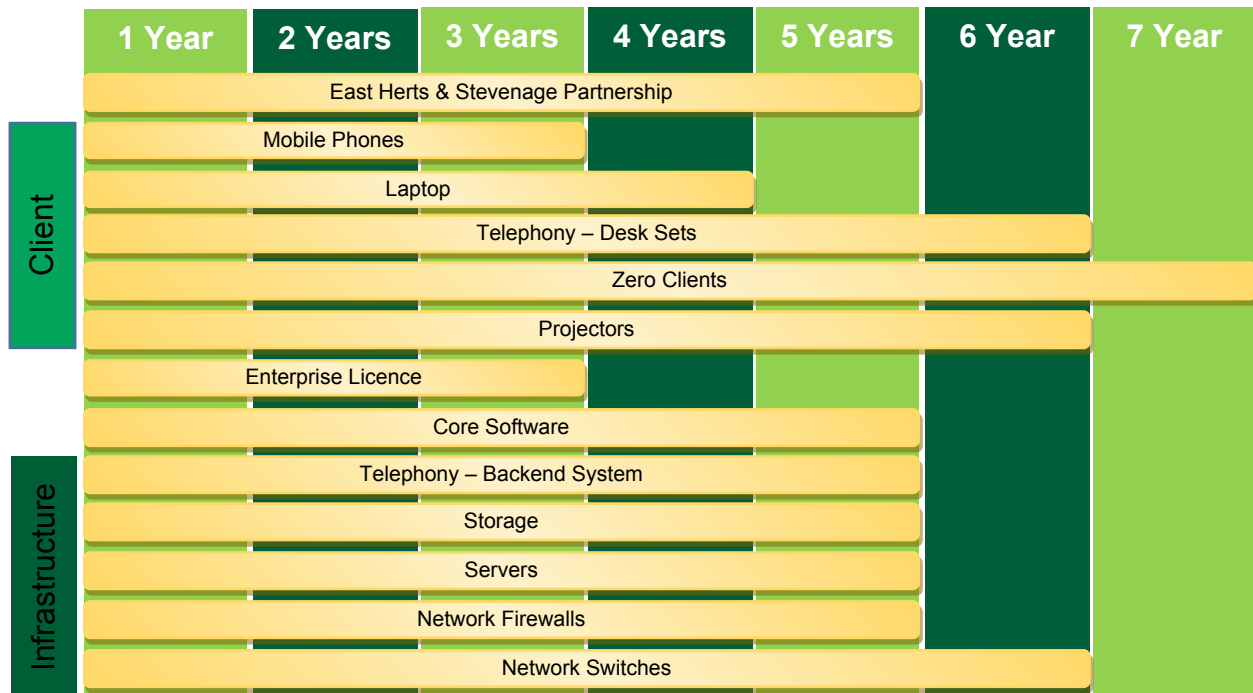 1 Year 2 Years 3 Years 4 Years 5 Years 6 Year 7 Year
East Herts & Stevenage Partnership
Client
Mobile Phones
Laptop
Telephony – Desk Sets
Zero Clients
Projectors
Enterprise Licence
Core Software
Infrastructure
Telephony – Backend System
Storage
Servers
Network Firewalls
Network Switches